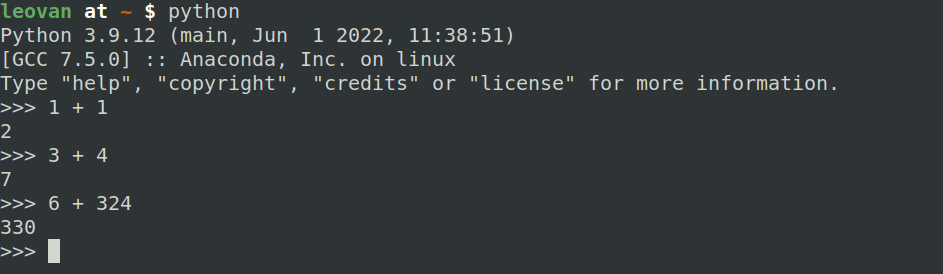 leovan at ~ $ python
Python 3.9.12 (main, Jun  1 2022, 11:38:51)
[GCC 7.5.0] :: Anaconda, Inc. on linux
Type "help", "copyright", "credits" or "license" for more information.
>>> 1 + 1
2
>>> 3 + 4
7
>>> 6 + 324
330
>>>